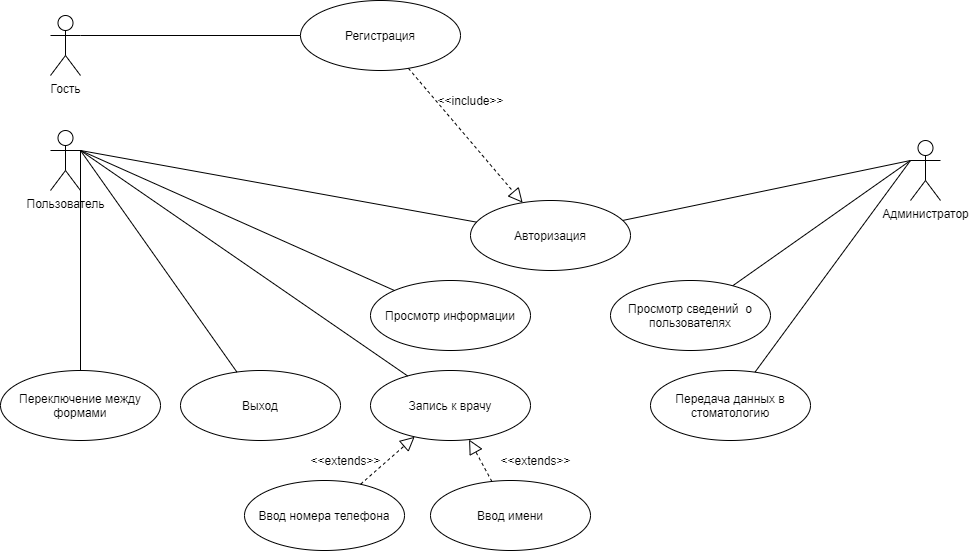 Регистрация
Гость
<<include>>
Пользователь
Администратор
Авторизация
Просмотр информации
Просмотр сведений о
пользователях
Переключение между
формами
Выход
Запись к врачу
Передача данных в
стоматологию
<<extends>>
<<extends>>
Ввод номера телефона
Ввод имени